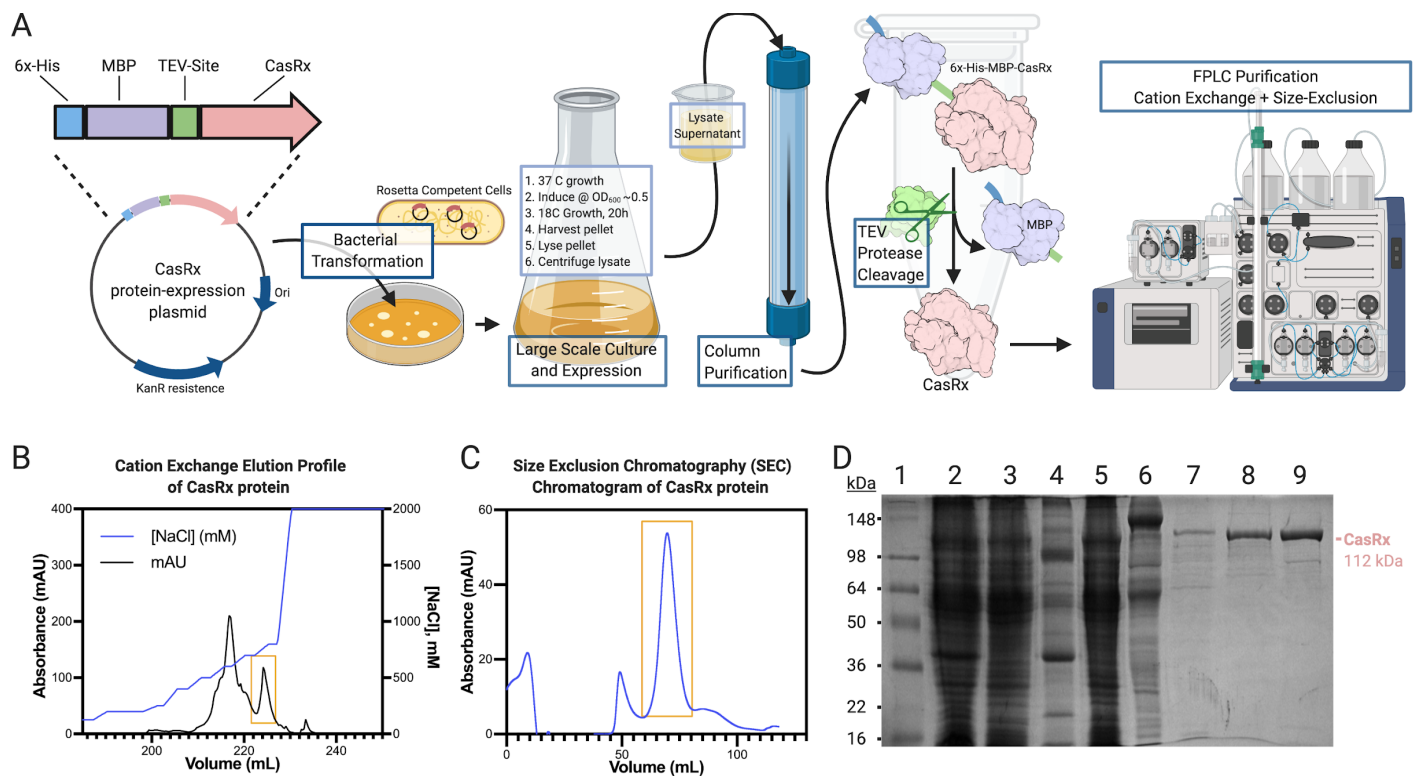 A
6x-His
MBP
TEV-Site
CasRx
CasRx
protein-expression
plasmid
Ori
KanR resistence
Rosetta Competent Cells
Bacterial
Transformation
1. 37 C growth
2. Induce @ OD600 ~0.5
3. 18C Growth, 20h
4. Harvest pellet
5. Lyse pellet
6. Centrifuge lysate
Large Scale Culture
and Expression
Lysate
Supernatant
Column
Purification
6x-His-MBP-CasRx
TEV
Protease
Cleavage
MBP
CasRx
FPLC Purification
Cation Exchange + Size-Exclusion
B
Cation Exchange Elution Profile
of CasRx protein
[NaCl] (mM)
mAU
Absorbance (mAU)
400
300
200
100
0
2000
1500
1000
500
0
[NaCl], mM
200
220
240
Volume (mL)
C
Size Exclusion Chromatography (SEC)
Chromatogram of CasRx protein
Absorbance (mAU)
60
40
20
0
0
50
100
Volume (mL)
D
1 2 3 4 5 6 7 8 9
kDa
148
98
64
50
36
22
16
CasRx
112 kDa